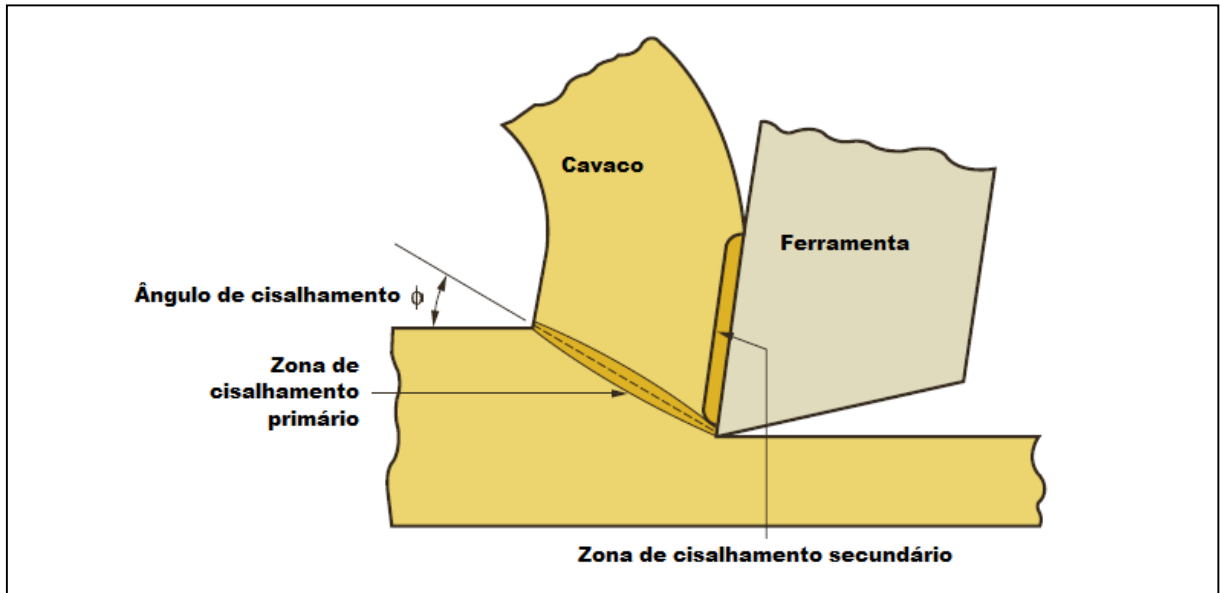 Cavaco
Ferramenta
Ângulo de cisalhamento ϕ
Zona de
cisalhamento
primário
Zona de cisalhamento secundário